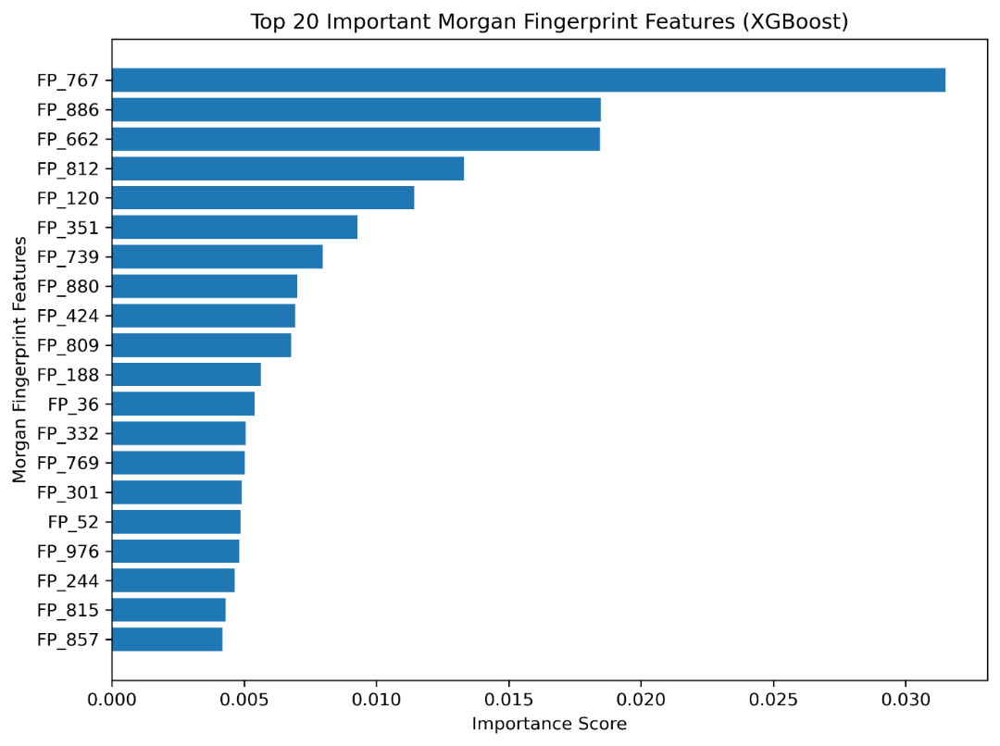 Top 20 Important Morgan Fingerprint Features (XGBoost)
Morgan Fingerprint Features
FP_767
FP_886
FP_662
FP_812
FP_120
FP_351
FP_739
FP_880
FP_424
FP_809
FP_188
FP_36
FP_332
FP_769
FP_301
FP_52
FP_976
FP_244
FP_815
FP_857
0.000 0.005 0.010 0.015 0.020 0.025 0.030
Importance Score